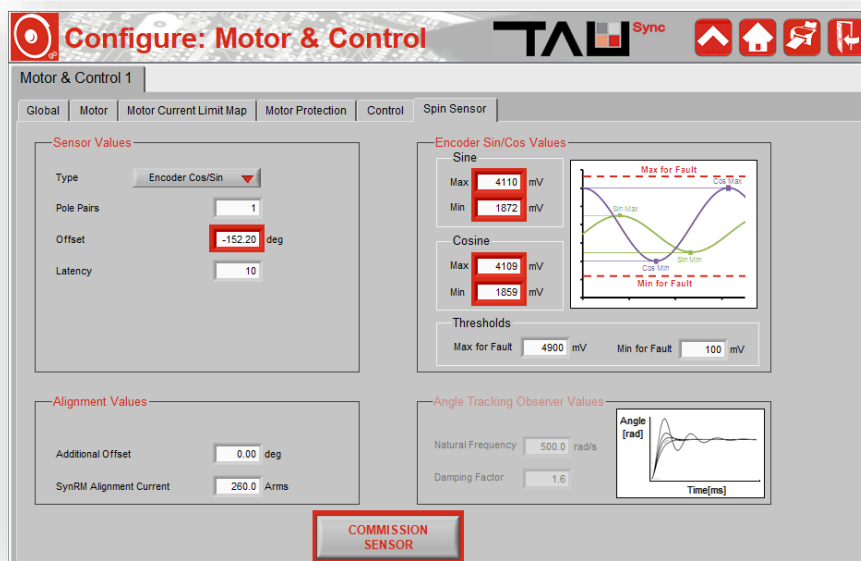 Configure: Motor & Control
TAU Sync
Motor & Control 1
Global
Motor
Motor Current Limit Map
Motor Protection
Control
Spin Sensor
Sensor Values
Type
Encoder Cos/Sin
Pole Pairs
1
Offset
-152.20 deg
Latency
10
Encoder Sin/Cos Values
Sine
Max 4110 mV
Min 1872 mV
Cosine
Max 4109 mV
Min 1859 mV
Max for Fault
Cos Max
Sin Max
Sin Min
Cos Min
Min for Fault
Thresholds
Max for Fault 4900 mV
Min for Fault 100 mV
Alignment Values
Additional Offset 0.00 deg
SynRM Alignment Current 260.0 Arms
Angle Tracking Observer Values
Natural Frequency 500.0 rad/s
Damping Factor 1.6
Angle
[rad]
Time[ms]
COMMISSION
SENSOR